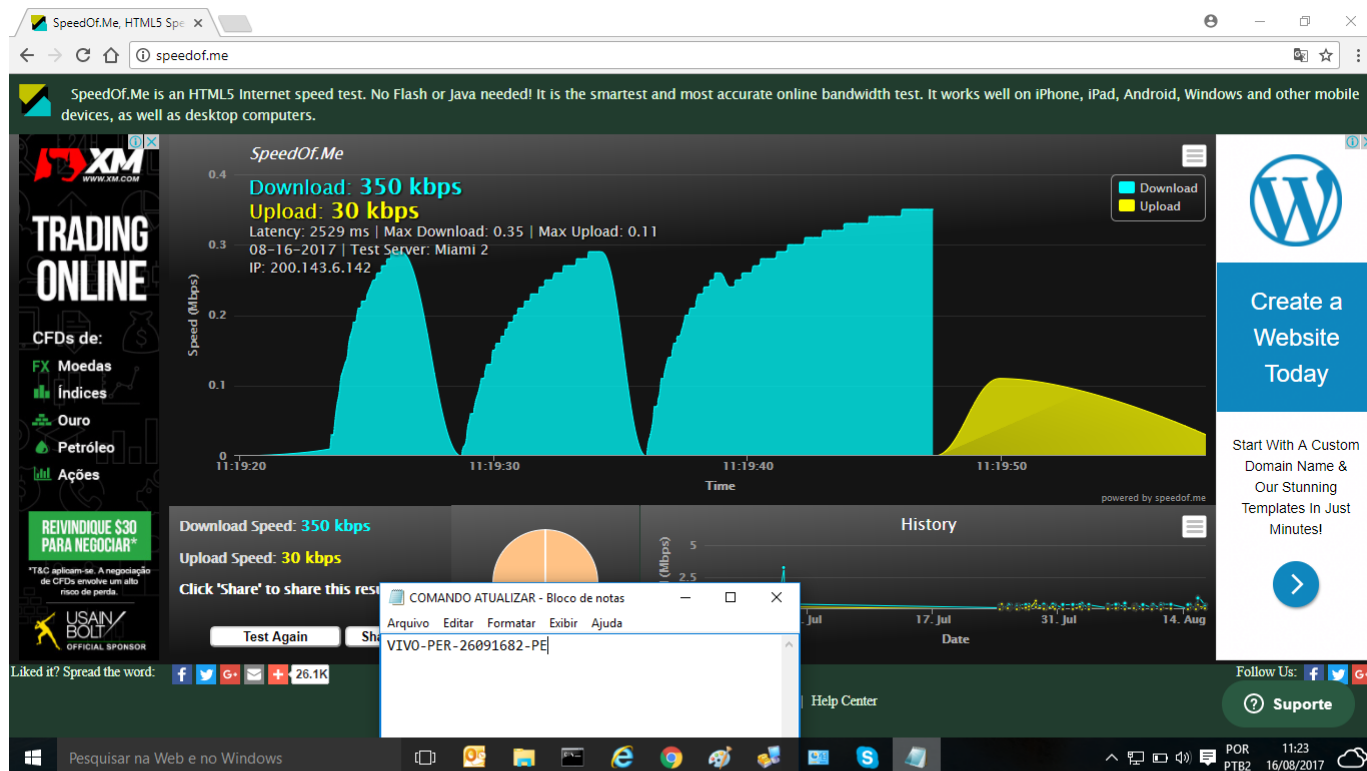 SpeedOf.Me, HTML5 Spe
speedof.me
SpeedOf.Me is an HTML5 Internet speed test. No Flash or Java needed! It is the smartest and most accurate online bandwidth test. It works well on iPhone, iPad, Android, Windows and other mobile
devices, as well as desktop computers.
XM
WWW.XM.COM
TRADING
ONLINE
CFDs de:
FX Moedas
Índices
Ouro
Petróleo
Ações
REIVINDIQUE $30
PARA NEGOCIAR*
*T&C aplicam-se. A negociação
de CFDs envolve um alto
risco de perda.
USAIN
BOLT
OFFICIAL SPONSOR
SpeedOf.Me
Download: 350 kbps
Upload: 30 kbps
Latency: 2529 ms | Max Download: 0.35 | Max Upload: 0.11
08-16-2017 | Test Server: Miami 2
IP: 200.143.6.142
Download
Upload
Speed (Mbps)
0.4
0.3
0.2
0.1
0
11:19:20
11:19:30
11:19:40
11:19:50
Time
powered by speedof.me
Download Speed: 350 kbps
Upload Speed: 30 kbps
Click 'Share' to share this resu
Test Again
Sha
History
5
2.5
Jul
17. Jul
31. Jul
14. Aug
Date
Create a
Website
Today
Start With A Custom
Domain Name &
Our Stunning
Templates In Just
Minutes!
COMANDO ATUALIZAR - Bloco de notas
Arquivo Editar Formatar Exibir Ajuda
VIVO-PER-26091682-PE
Liked it? Spread the word:
26.1K
| Help Center
Follow Us:
Suporte
Pesquisar na Web e no Windows
POR
PTB2
11:23
16/08/2017